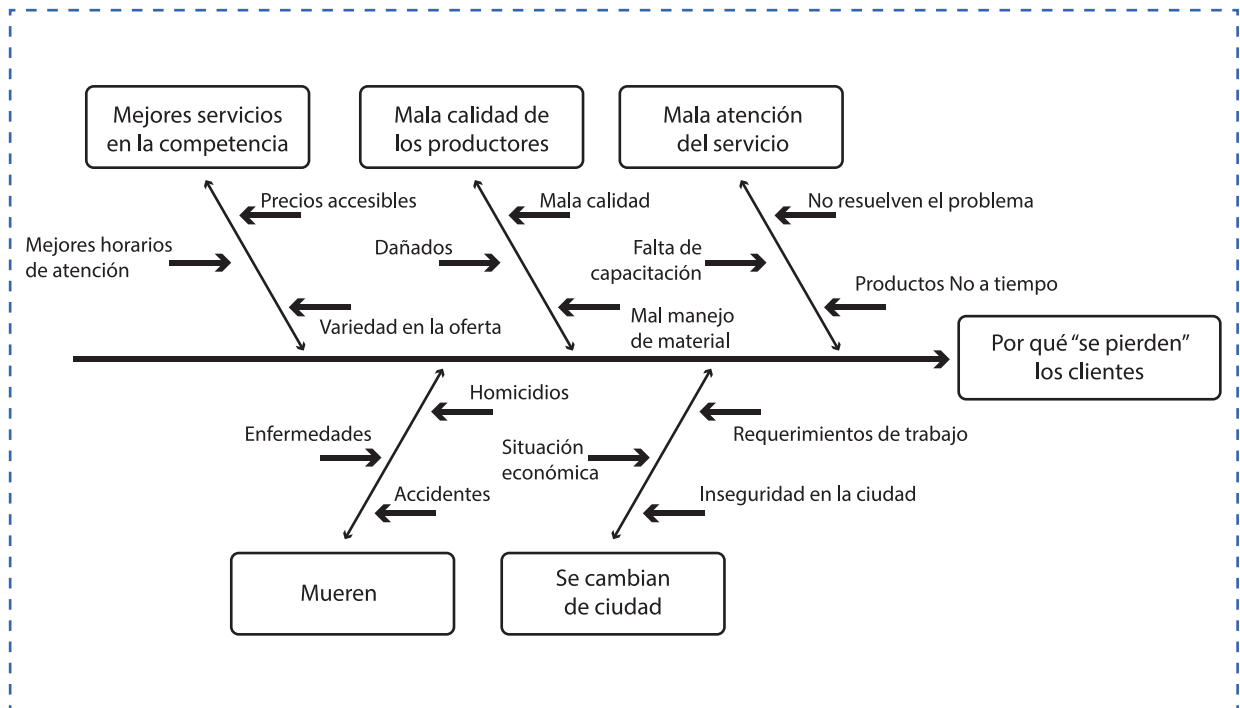 Mejores servicios
en la competencia
Mala calidad de
los productores
Mala atención
del servicio
Precios accesibles
Mejores horarios
de atención
Variedad en la oferta
Mala calidad
Dañados
Mal manejo
de material
No resuelven el problema
Falta de
capacitación
Productos No a tiempo
Por qué “se pierden”
los clientes
Homicidios
Enfermedades
Accidentes
Requerimientos de trabajo
Situación
económica
Inseguridad en la ciudad
Mueren
Se cambian
de ciudad